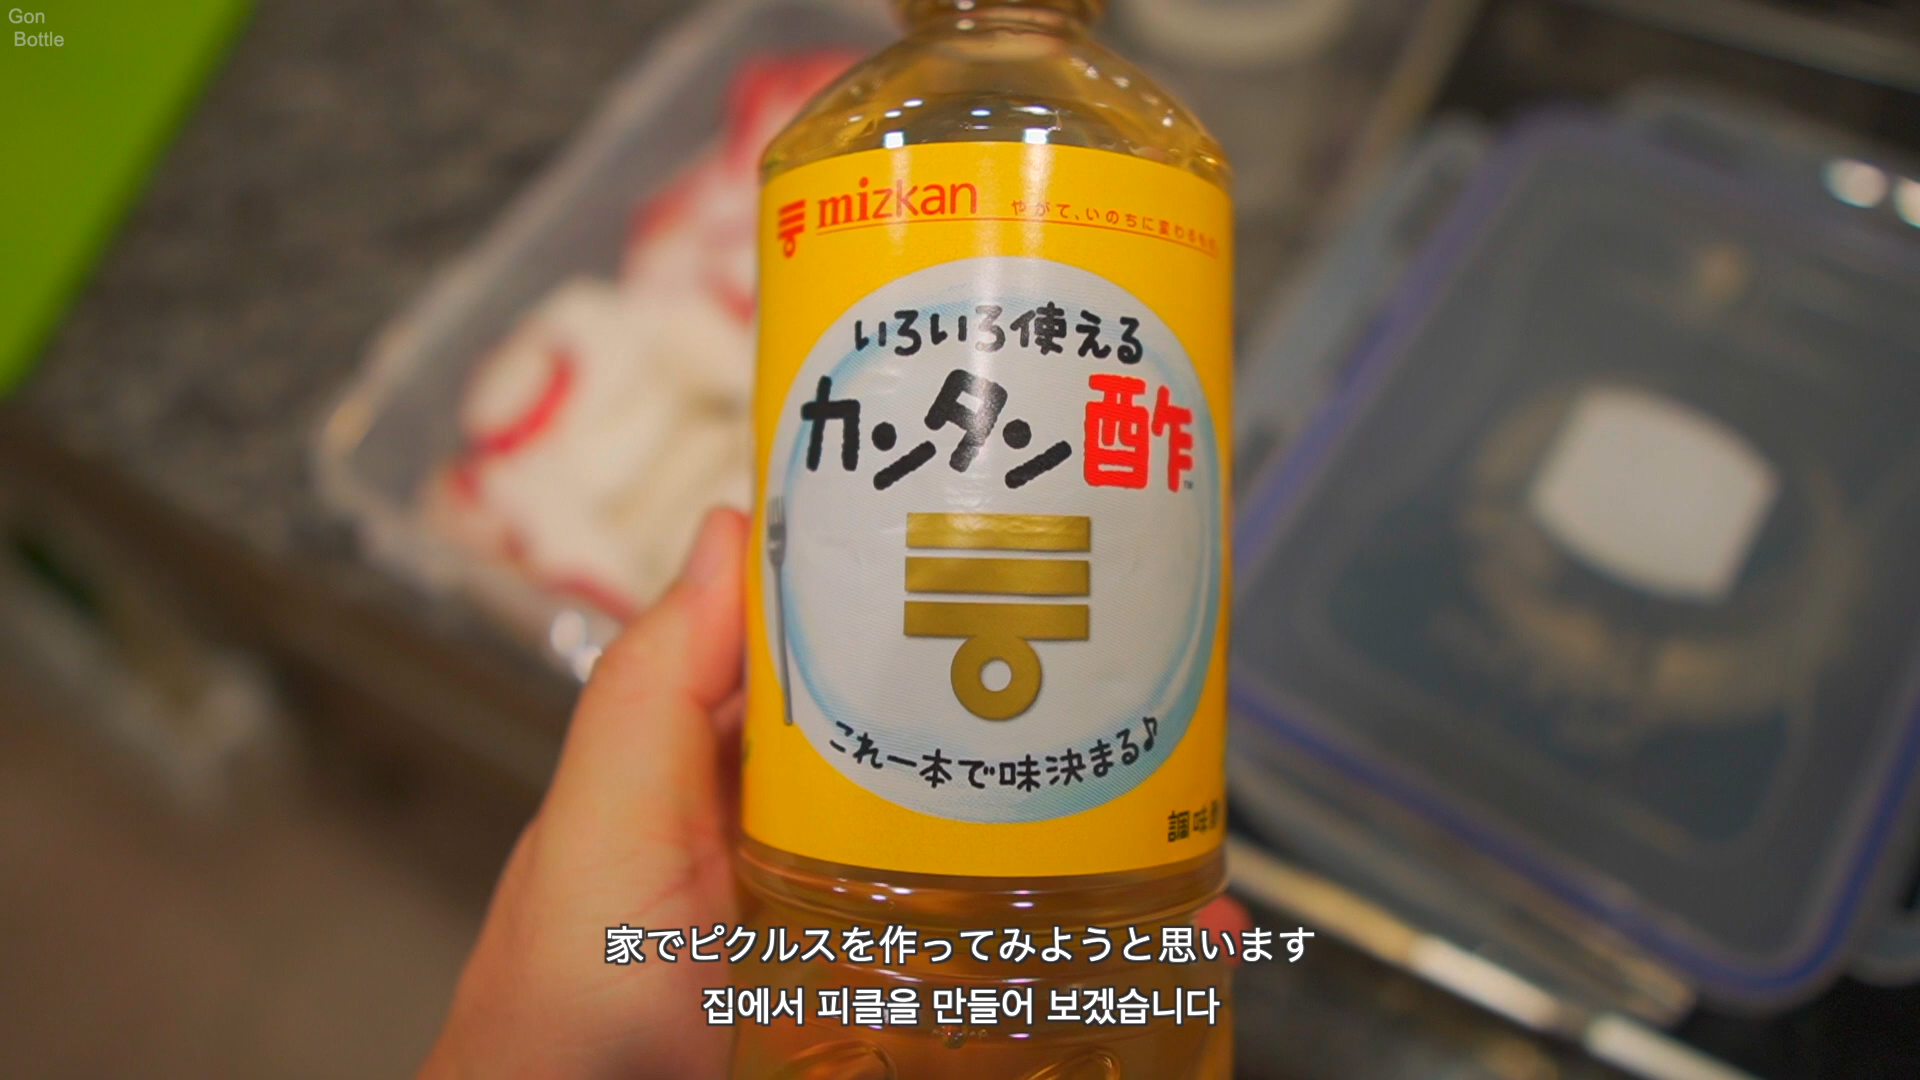 Gon
Bottle
mizkan
やがて、いのちに変わるもの。
いろいろ使える
カンタン酢
TM
これ一本で味決まる♪
調味
家でピクルスを作ってみようと思います
집에서 피클을 만들어 보겠습니다